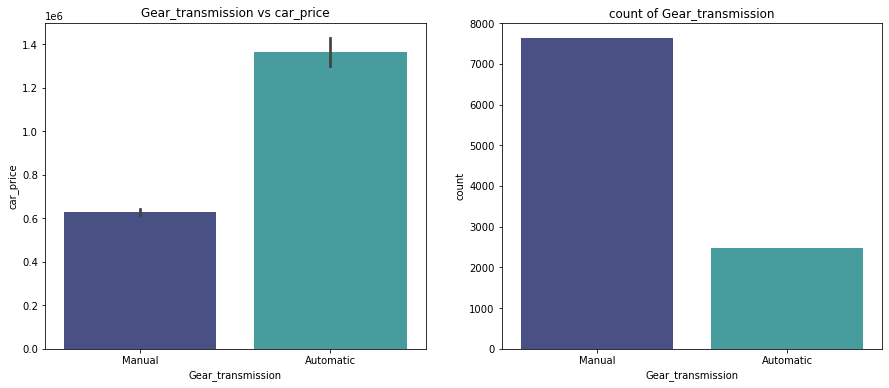 Gear_transmission vs car_price
1e6
1.4
1.2
1.0
0.8
0.6
0.4
0.2
0.0
car_price
Manual
Automatic
Gear_transmission
count of Gear_transmission
8000
7000
6000
5000
4000
3000
2000
1000
0
count
Manual
Automatic
Gear_transmission